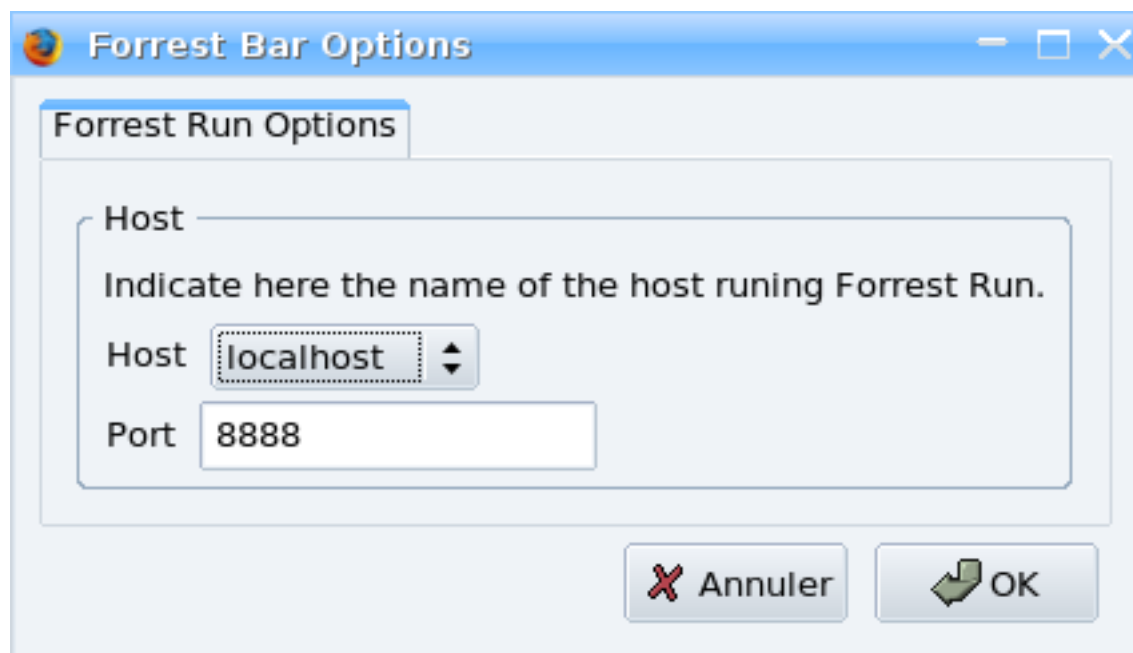 Forrest Bar Options
Forrest Run Options
Host
Indicate here the name of the host runing Forrest Run.
Host localhost
Port 8888
Annuler OK